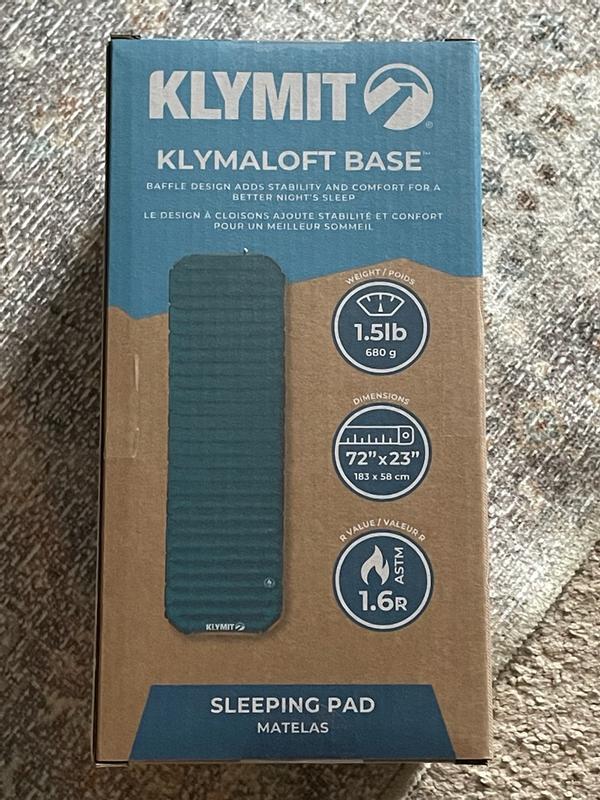 KLYMIT
®
KLYMALOFT BASE™
BAFFLE DESIGN ADDS STABILITY AND COMFORT FOR A
BETTER NIGHT'S SLEEP
LE DESIGN À CLOISONS AJOUTE STABILITÉ ET CONFORT
POUR UN MEILLEUR SOMMEIL
WEIGHT / POIDS
1.5lb
680 g
DIMENSIONS
72" x 23"
183 x 58 cm
R VALUE / VALEUR R
ASTM
1.6R
KLYMIT
SLEEPING PAD
MATELAS